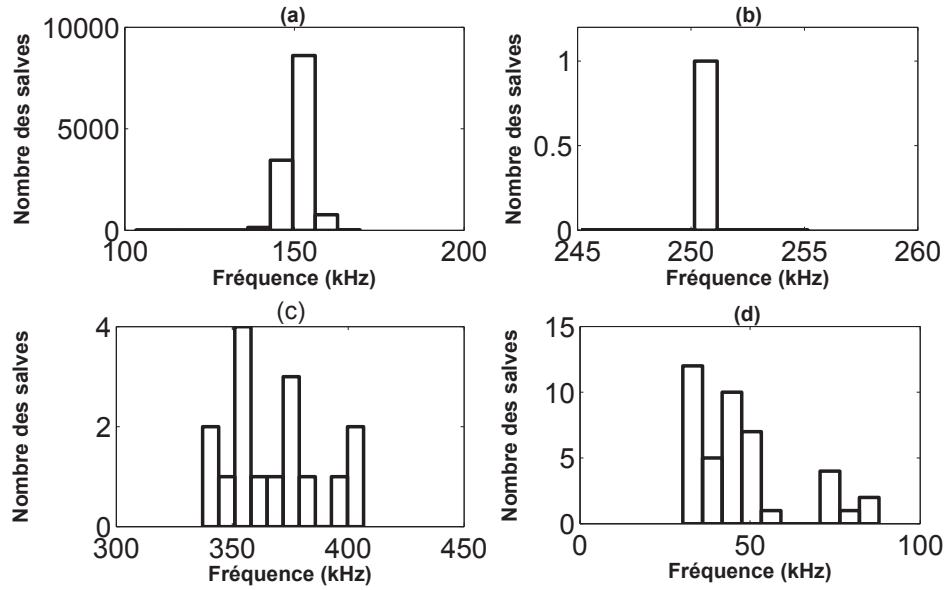 (a)
Nombre des salves
10000
5000
0
100
150
200
Fréquence (kHz)
(b)
Nombre des salves
1
0.5
0
245
250
255
260
Fréquence (kHz)
(c)
Nombre des salves
4
2
0
300
350
400
450
Fréquence (kHz)
(d)
Nombre des salves
15
10
5
0
0
50
100
Fréquence (kHz)